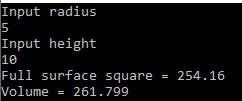 Input radius
5
Input height
10
Full surface square = 254.16
Volume = 261.799